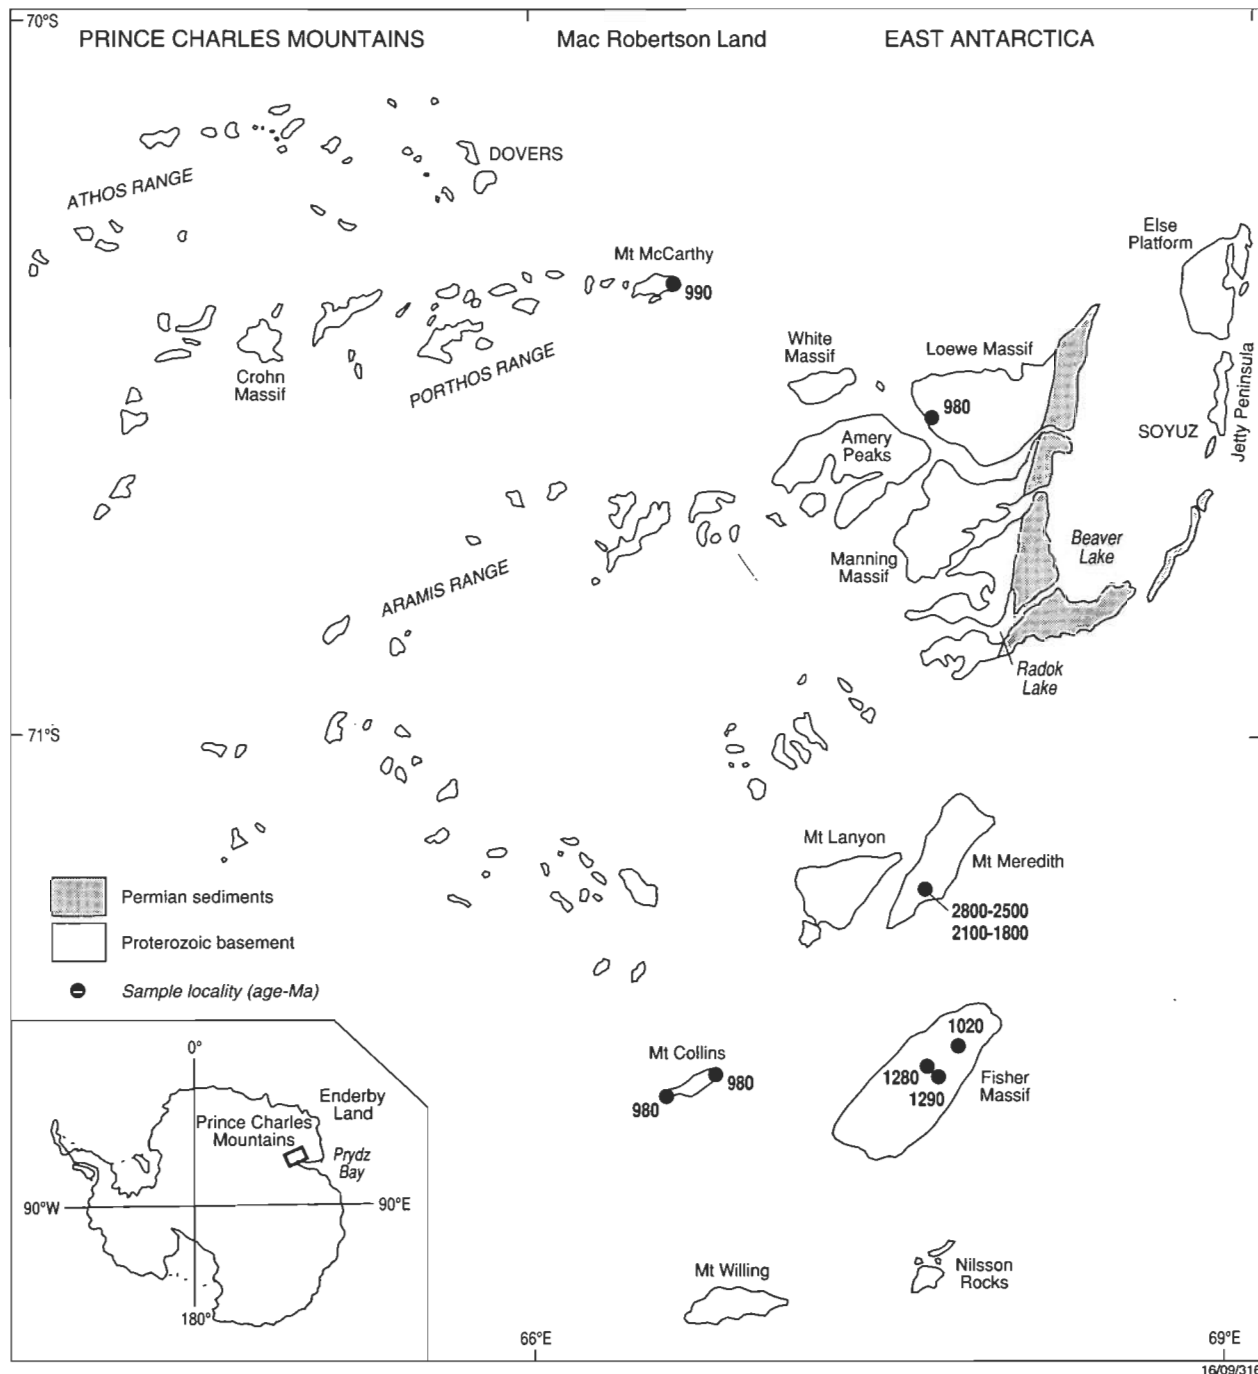 70°S
PRINCE CHARLES MOUNTAINS
Mac Robertson Land
EAST ANTARCTICA
DOVERS
ATHOS RANGE
Else
Platform
Mt McCarthy
990
White
Massif
Loewe Massif
Crohn
Massif
PORTHOS RANGE
980
Jetty Peninsula
SOYUZ
Amery
Peaks
Beaver
Lake
Manning
Massif
ARAMIS RANGE
Radok
Lake
71°S
Mt Lanyon
Mt Meredith
2800-2500
2100-1800
Permian sediments
Proterozoic basement
Sample locality (age-Ma)
1020
Mt Collins
980
980
1280
1290
Fisher
Massif
0°
Enderby
Land
Prince Charles
Mountains
Prydz
Bay
90°W
90°E
180°
Mt Willing
Nilsson
Rocks
66°E
69°E
16/09/316